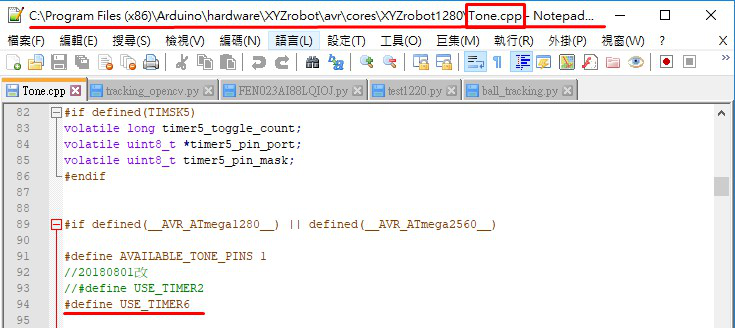 C:\Program Files (x86)\Arduino\hardware\XYZrobot\avr\cores\XYZrobot1280\Tone.cpp - Notepad...
檔案(F) 編輯(E) 搜尋(S) 檢視(V) 編碼(N) 語言(L) 設定(T) 工具(O) 巨集(M) 執行(R) 外掛(P) 視窗(W) ? X
Tone.cpp tracking_opencv.py FEN023AI88LQIOJ.py test1220.py ball_tracking.py
82 #if defined(TIMSK5)
83 volatile long timer5_toggle_count;
84 volatile uint8_t *timer5_pin_port;
85 volatile uint8_t timer5_pin_mask;
86 #endif
87
88
89 #if defined(__AVR_ATmega1280__) || defined(__AVR_ATmega2560__)
90
91 #define AVAILABLE_TONE_PINS 1
92 //20180801改
93 //#define USE_TIMER2
94 #define USE_TIMER6